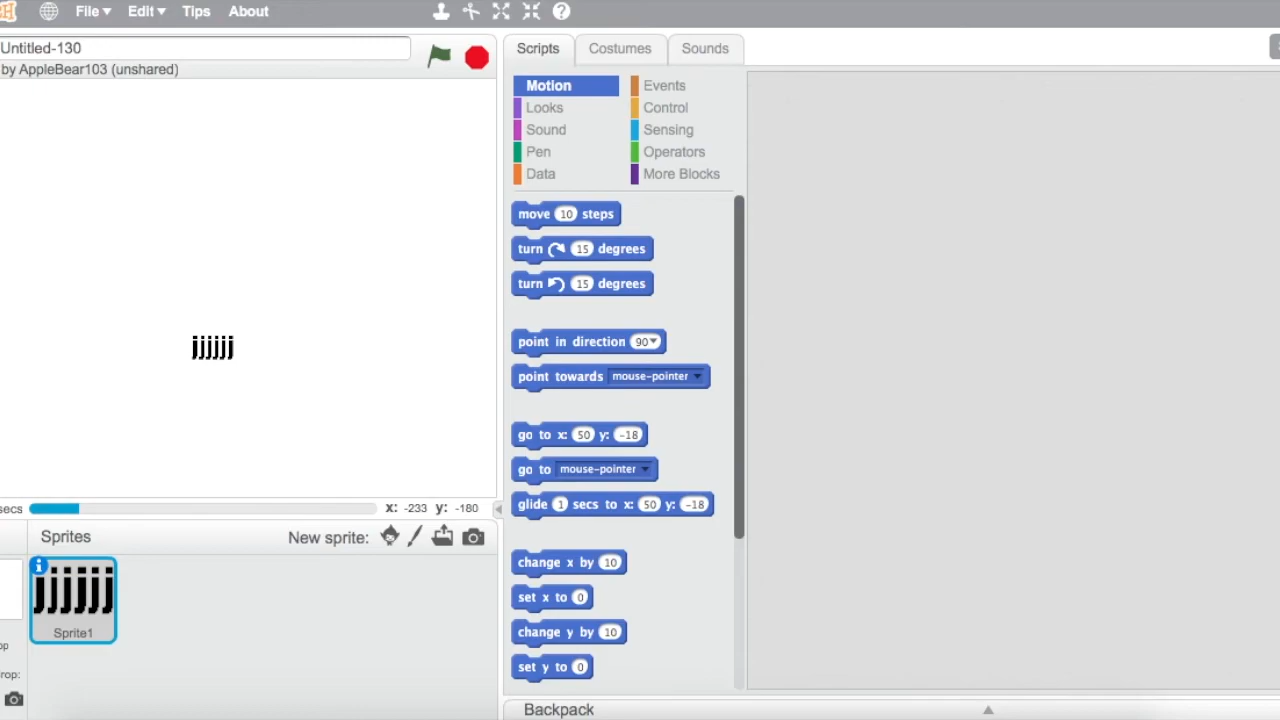 File Edit Tips About
Untitled-130
by AppleBear103 (unshared)
Scripts Costumes Sounds
Motion Events
Looks Control
Sound Sensing
Pen Operators
Data More Blocks
move 10 steps
turn 15 degrees
turn 15 degrees
point in direction 90
point towards mouse-pointer
go to x: 50 y: -18
go to mouse-pointer
glide 1 secs to x: 50 y: -18
change x by 10
set x to 0
change y by 10
set y to 0
jjjjjj
secs x: -233 y: -180
Sprites New sprite:
jjjjjj
Sprite1
Backpack